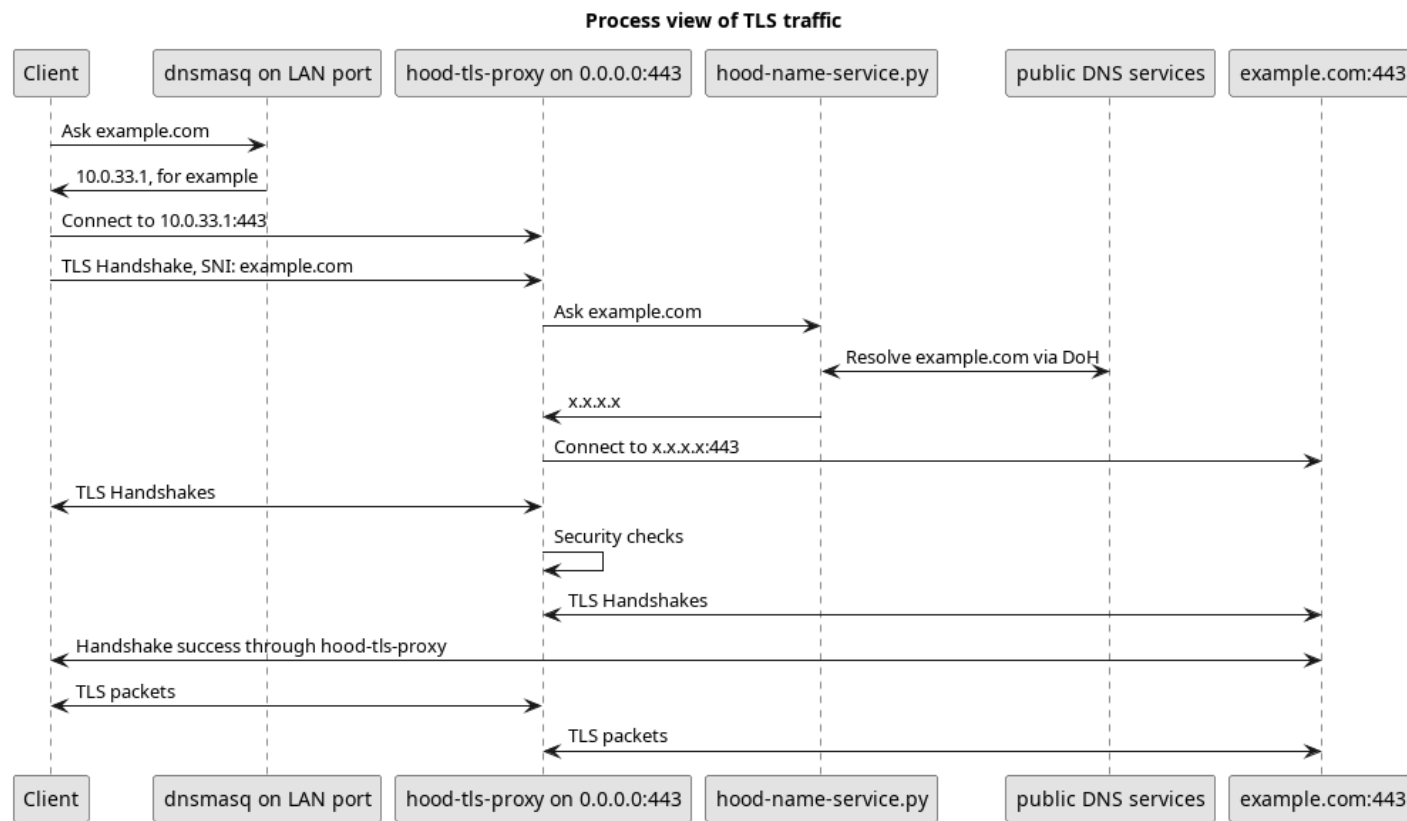 Process view of TLS traffic
Client
dnsmasq on LAN port
hood-tls-proxy on 0.0.0.0:443
hood-name-service.py
public DNS services
example.com:443
Ask example.com
10.0.33.1, for example
Connect to 10.0.33.1:443
TLS Handshake, SNI: example.com
Ask example.com
Resolve example.com via DoH
x.x.x.x
Connect to x.x.x.x:443
TLS Handshakes
Security checks
TLS Handshakes
Handshake success through hood-tls-proxy
TLS packets
TLS packets
Client
dnsmasq on LAN port
hood-tls-proxy on 0.0.0.0:443
hood-name-service.py
public DNS services
example.com:443